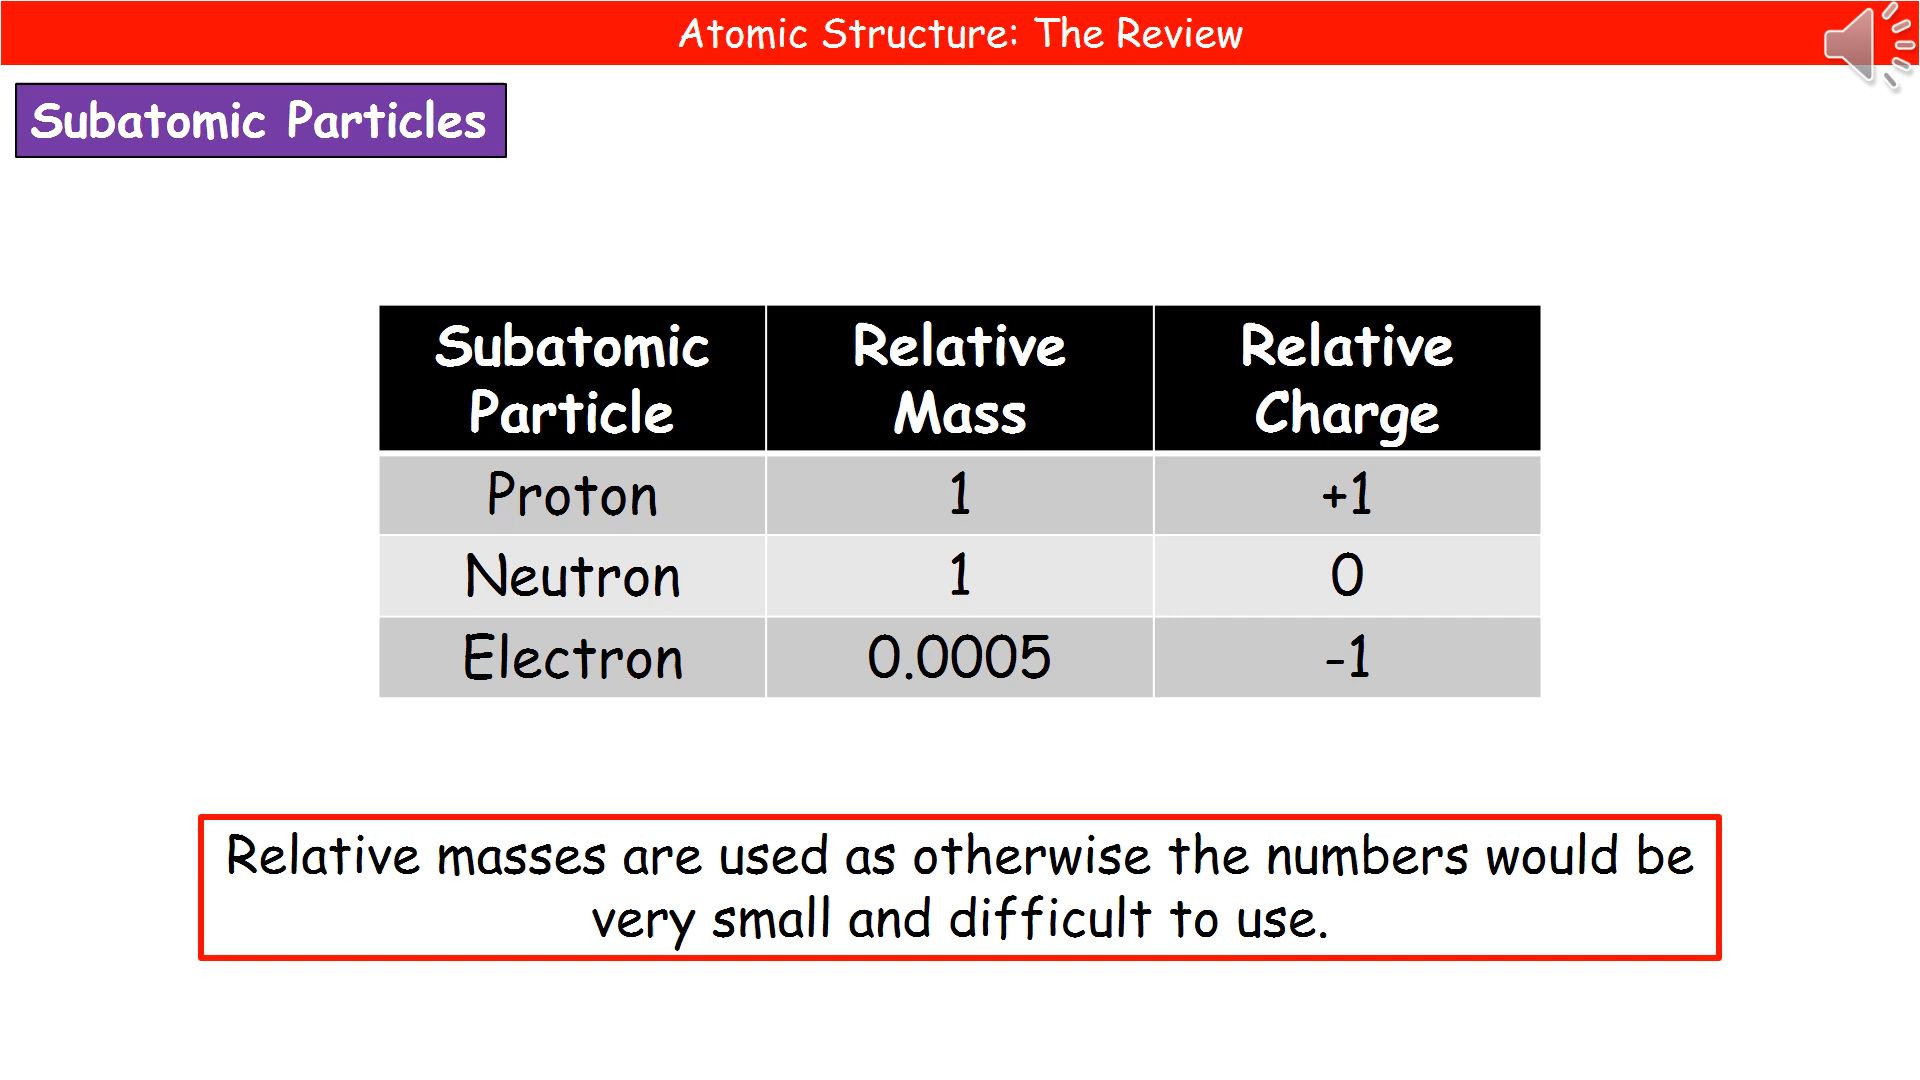 Atomic Structure: The Review
Subatomic Particles
Subatomic Particle Relative Mass Relative Charge
Proton 1 +1
Neutron 1 0
Electron 0.0005 -1
Relative masses are used as otherwise the numbers would be
very small and difficult to use.